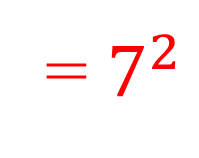 = 7²